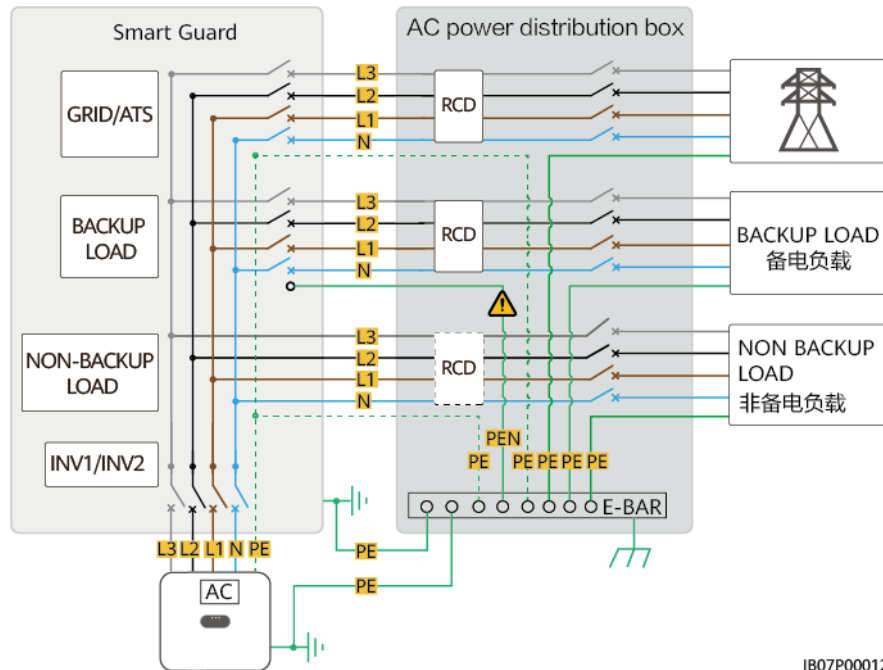 Smart Guard
AC power distribution box
GRID/ATS
L3
L2
L1
N
RCD
BACKUP
LOAD
L3
L2
L1
N
RCD
BACKUP LOAD
备电负载
NON-BACKUP
LOAD
L3
L2
L1
N
RCD
NON BACKUP
LOAD
非备电负载
INV1/INV2
PEN
PE
PE
PE
PE
PE
E-BAR
L3
L2
L1
N
PE
PE
PE
AC
IB07P00012